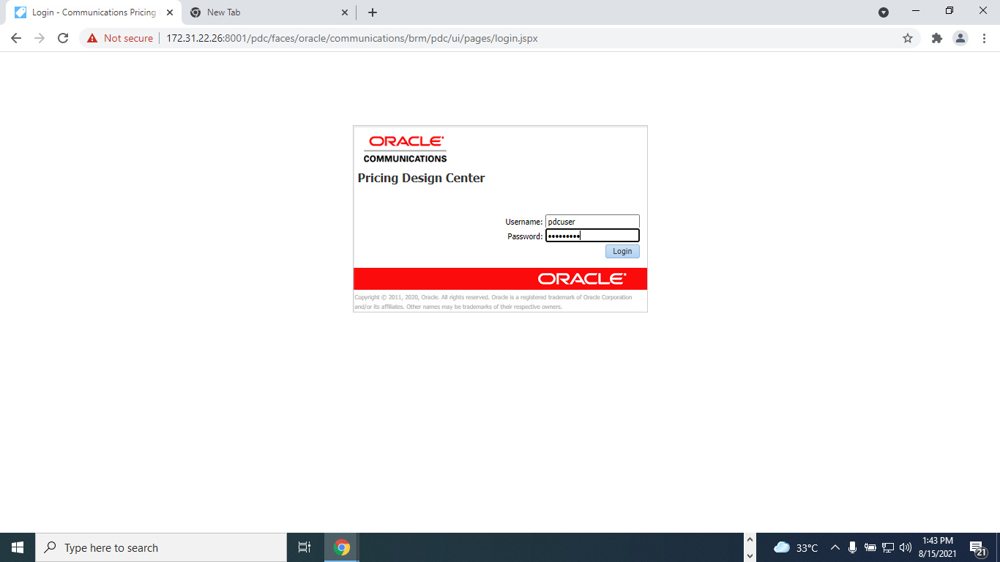 Login - Communications Pricing
New Tab
Not secure
172.31.22.26:8001/pdc/faces/oracle/communications/brm/pdc/ui/pages/login.jspx
ORACLE
COMMUNICATIONS
Pricing Design Center
Username: pdcuser
Password: •••••••••
Login
ORACLE
Copyright © 2011, 2020, Oracle. All rights reserved. Oracle is a registered trademark of Oracle Corporation
and/or its affiliates. Other names may be trademarks of their respective owners.
Type here to search
33°C
1:43 PM
8/15/2021
21